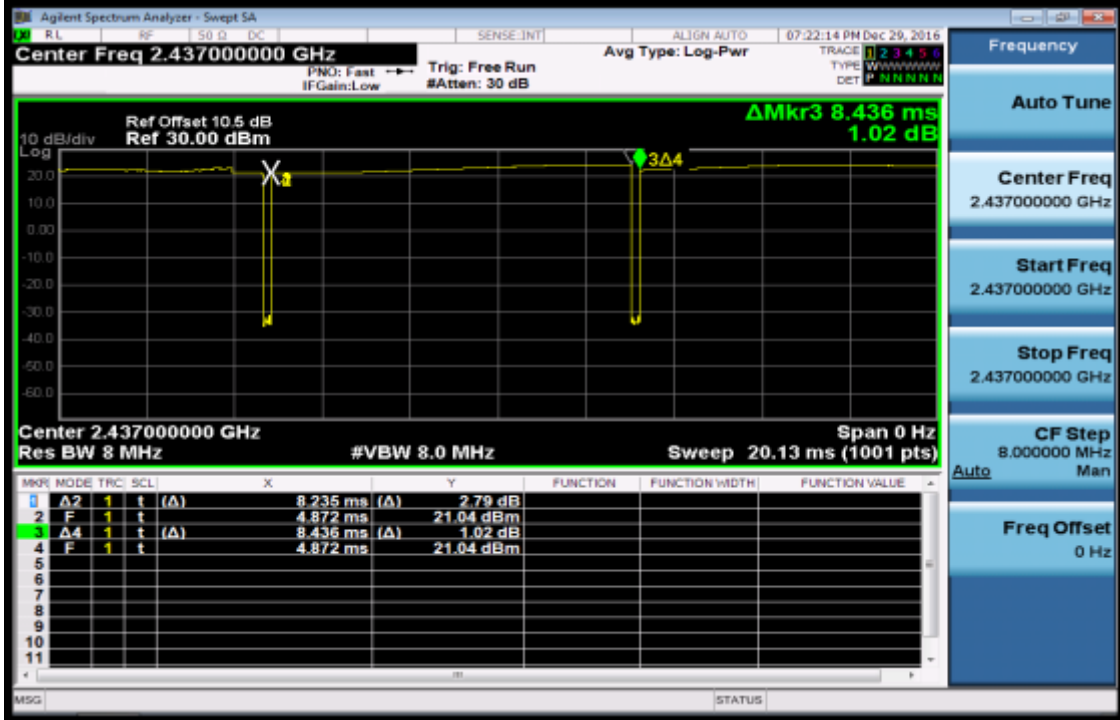 Agilent Spectrum Analyzer - Swept SA
RL RF 50 Ω DC SENSE:INT ALIGN AUTO 07:22:14 PM Dec 29, 2016
Center Freq 2.437000000 GHz
PNO: Fast
IFGain:Low
Trig: Free Run
#Atten: 30 dB
Avg Type: Log-Pwr
TRACE 1 2 3 4 5 6
TYPE WWWWWW
DET P N N N N N
ΔMkr3 8.436 ms
1.02 dB
Ref Offset 10.5 dB
10 dB/div Ref 30.00 dBm
Log
20.0
10.0
0.00
-10.0
-20.0
-30.0
-40.0
-50.0
-60.0
3Δ4
Center 2.437000000 GHz Span 0 Hz
Res BW 8 MHz #VBW 8.0 MHz Sweep 20.13 ms (1001 pts)
MKR MODE TRC SCL X Y FUNCTION FUNCTION WIDTH FUNCTION VALUE
1 Δ2 1 t (Δ) 8.235 ms (Δ) 2.79 dB
2 F 1 t 4.872 ms 21.04 dBm
3 Δ4 1 t (Δ) 8.436 ms (Δ) 1.02 dB
4 F 1 t 4.872 ms 21.04 dBm
5
6
7
8
9
10
11
MSG STATUS
Frequency
Auto Tune
Center Freq
2.437000000 GHz
Start Freq
2.437000000 GHz
Stop Freq
2.437000000 GHz
CF Step
8.000000 MHz
Auto Man
Freq Offset
0 Hz